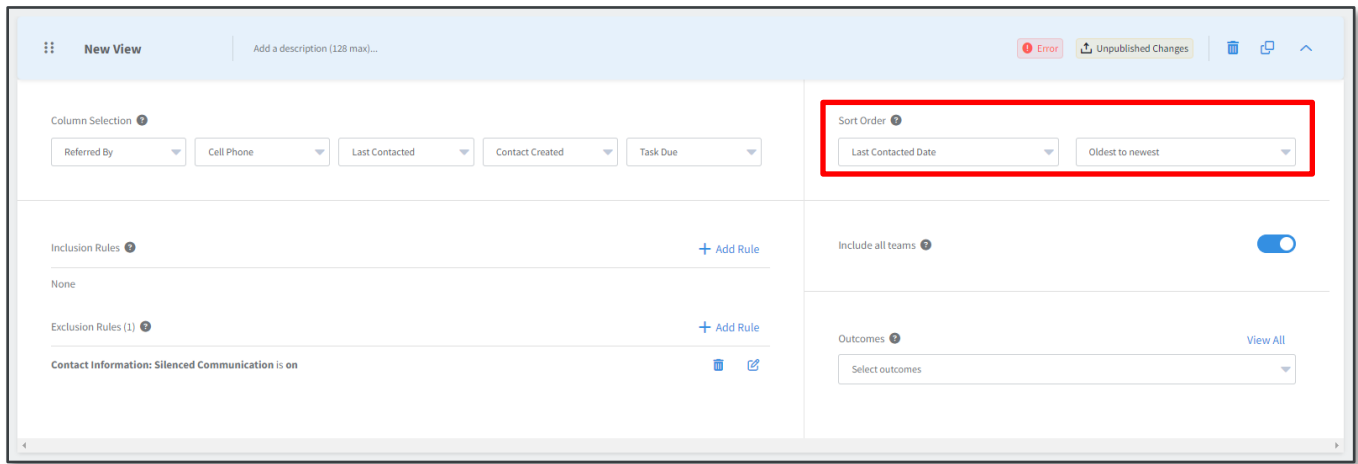 New View
Add a description (128 max)...
Error
Unpublished Changes
Column Selection
Referred By
Cell Phone
Last Contacted
Contact Created
Task Due
Sort Order
Last Contacted Date
Oldest to newest
Inclusion Rules
+ Add Rule
None
Exclusion Rules (1)
+ Add Rule
Contact Information: Silenced Communication is on
Include all teams
Outcomes
View All
Select outcomes